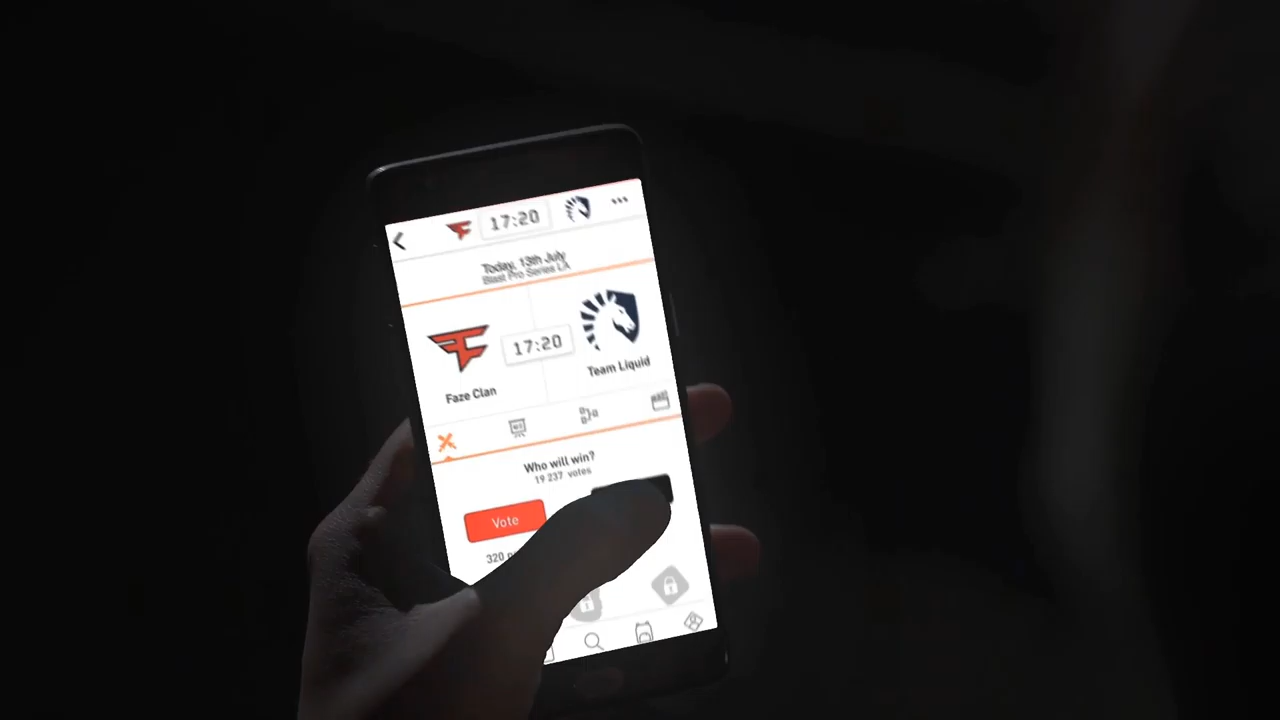 17:20
Today, 13th July
Blast Pro Series LA
17:20
Faze Clan
Team Liquid
Who will win?
19 237 votes
Vote
320